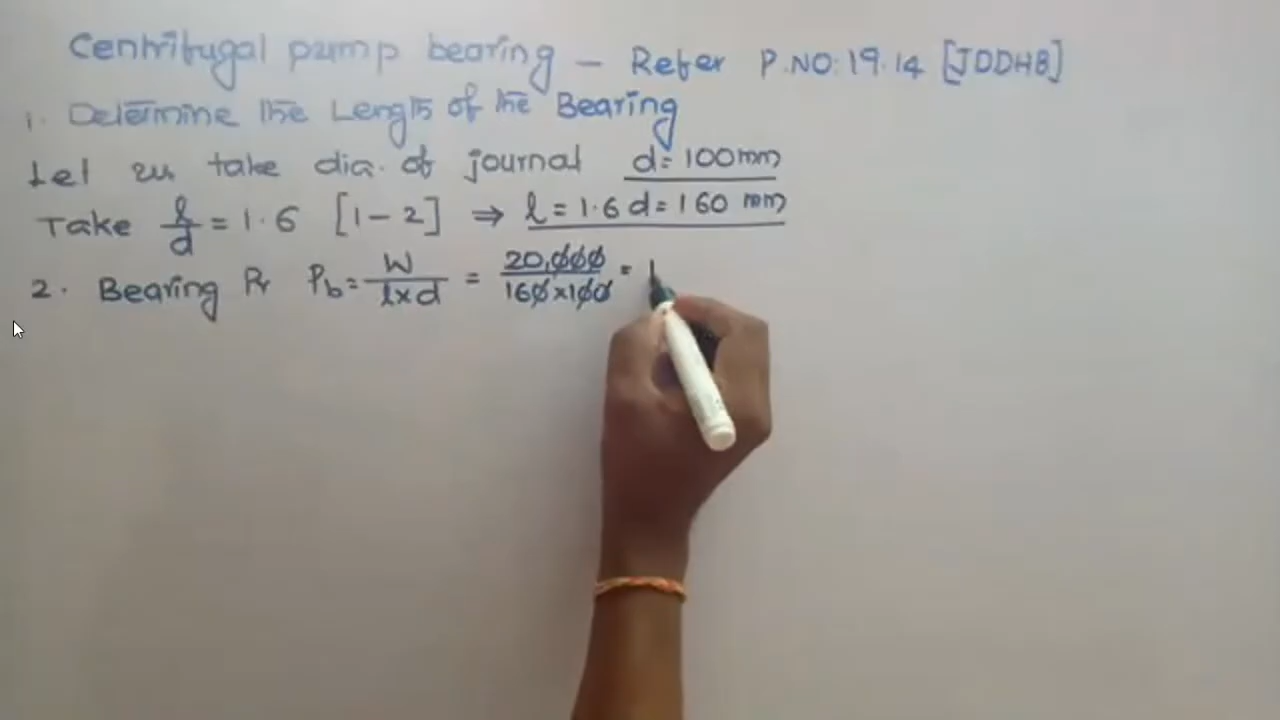 Centrifugal pump bearing – Refer P.NO: 19.14 [JDDHB]
1. Determine the Length of the Bearing
Let us take dia. of journal d = 100 mm
Take l/d = 1.6 [1 – 2] ⇒ l = 1.6 d = 160 mm
2. Bearing Pr Pb = W/(l×d) = 20,000/(160×100) = 1